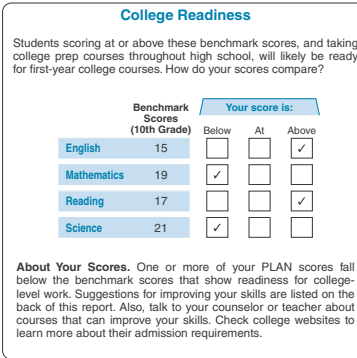 College Readiness
Students scoring at or above these benchmark scores, and taking
college prep courses throughout high school, will likely be ready
for first-year college courses. How do your scores compare?
Benchmark
Scores
(10th Grade)
Your score is:
Below At Above
English 15 ✓
Mathematics 19 ✓
Reading 17 ✓
Science 21 ✓
About Your Scores. One or more of your PLAN scores fall
below the benchmark scores that show readiness for college-
level work. Suggestions for improving your skills are listed on the
back of this report. Also, talk to your counselor or teacher about
courses that can improve your skills. Check college websites to
learn more about their admission requirements.